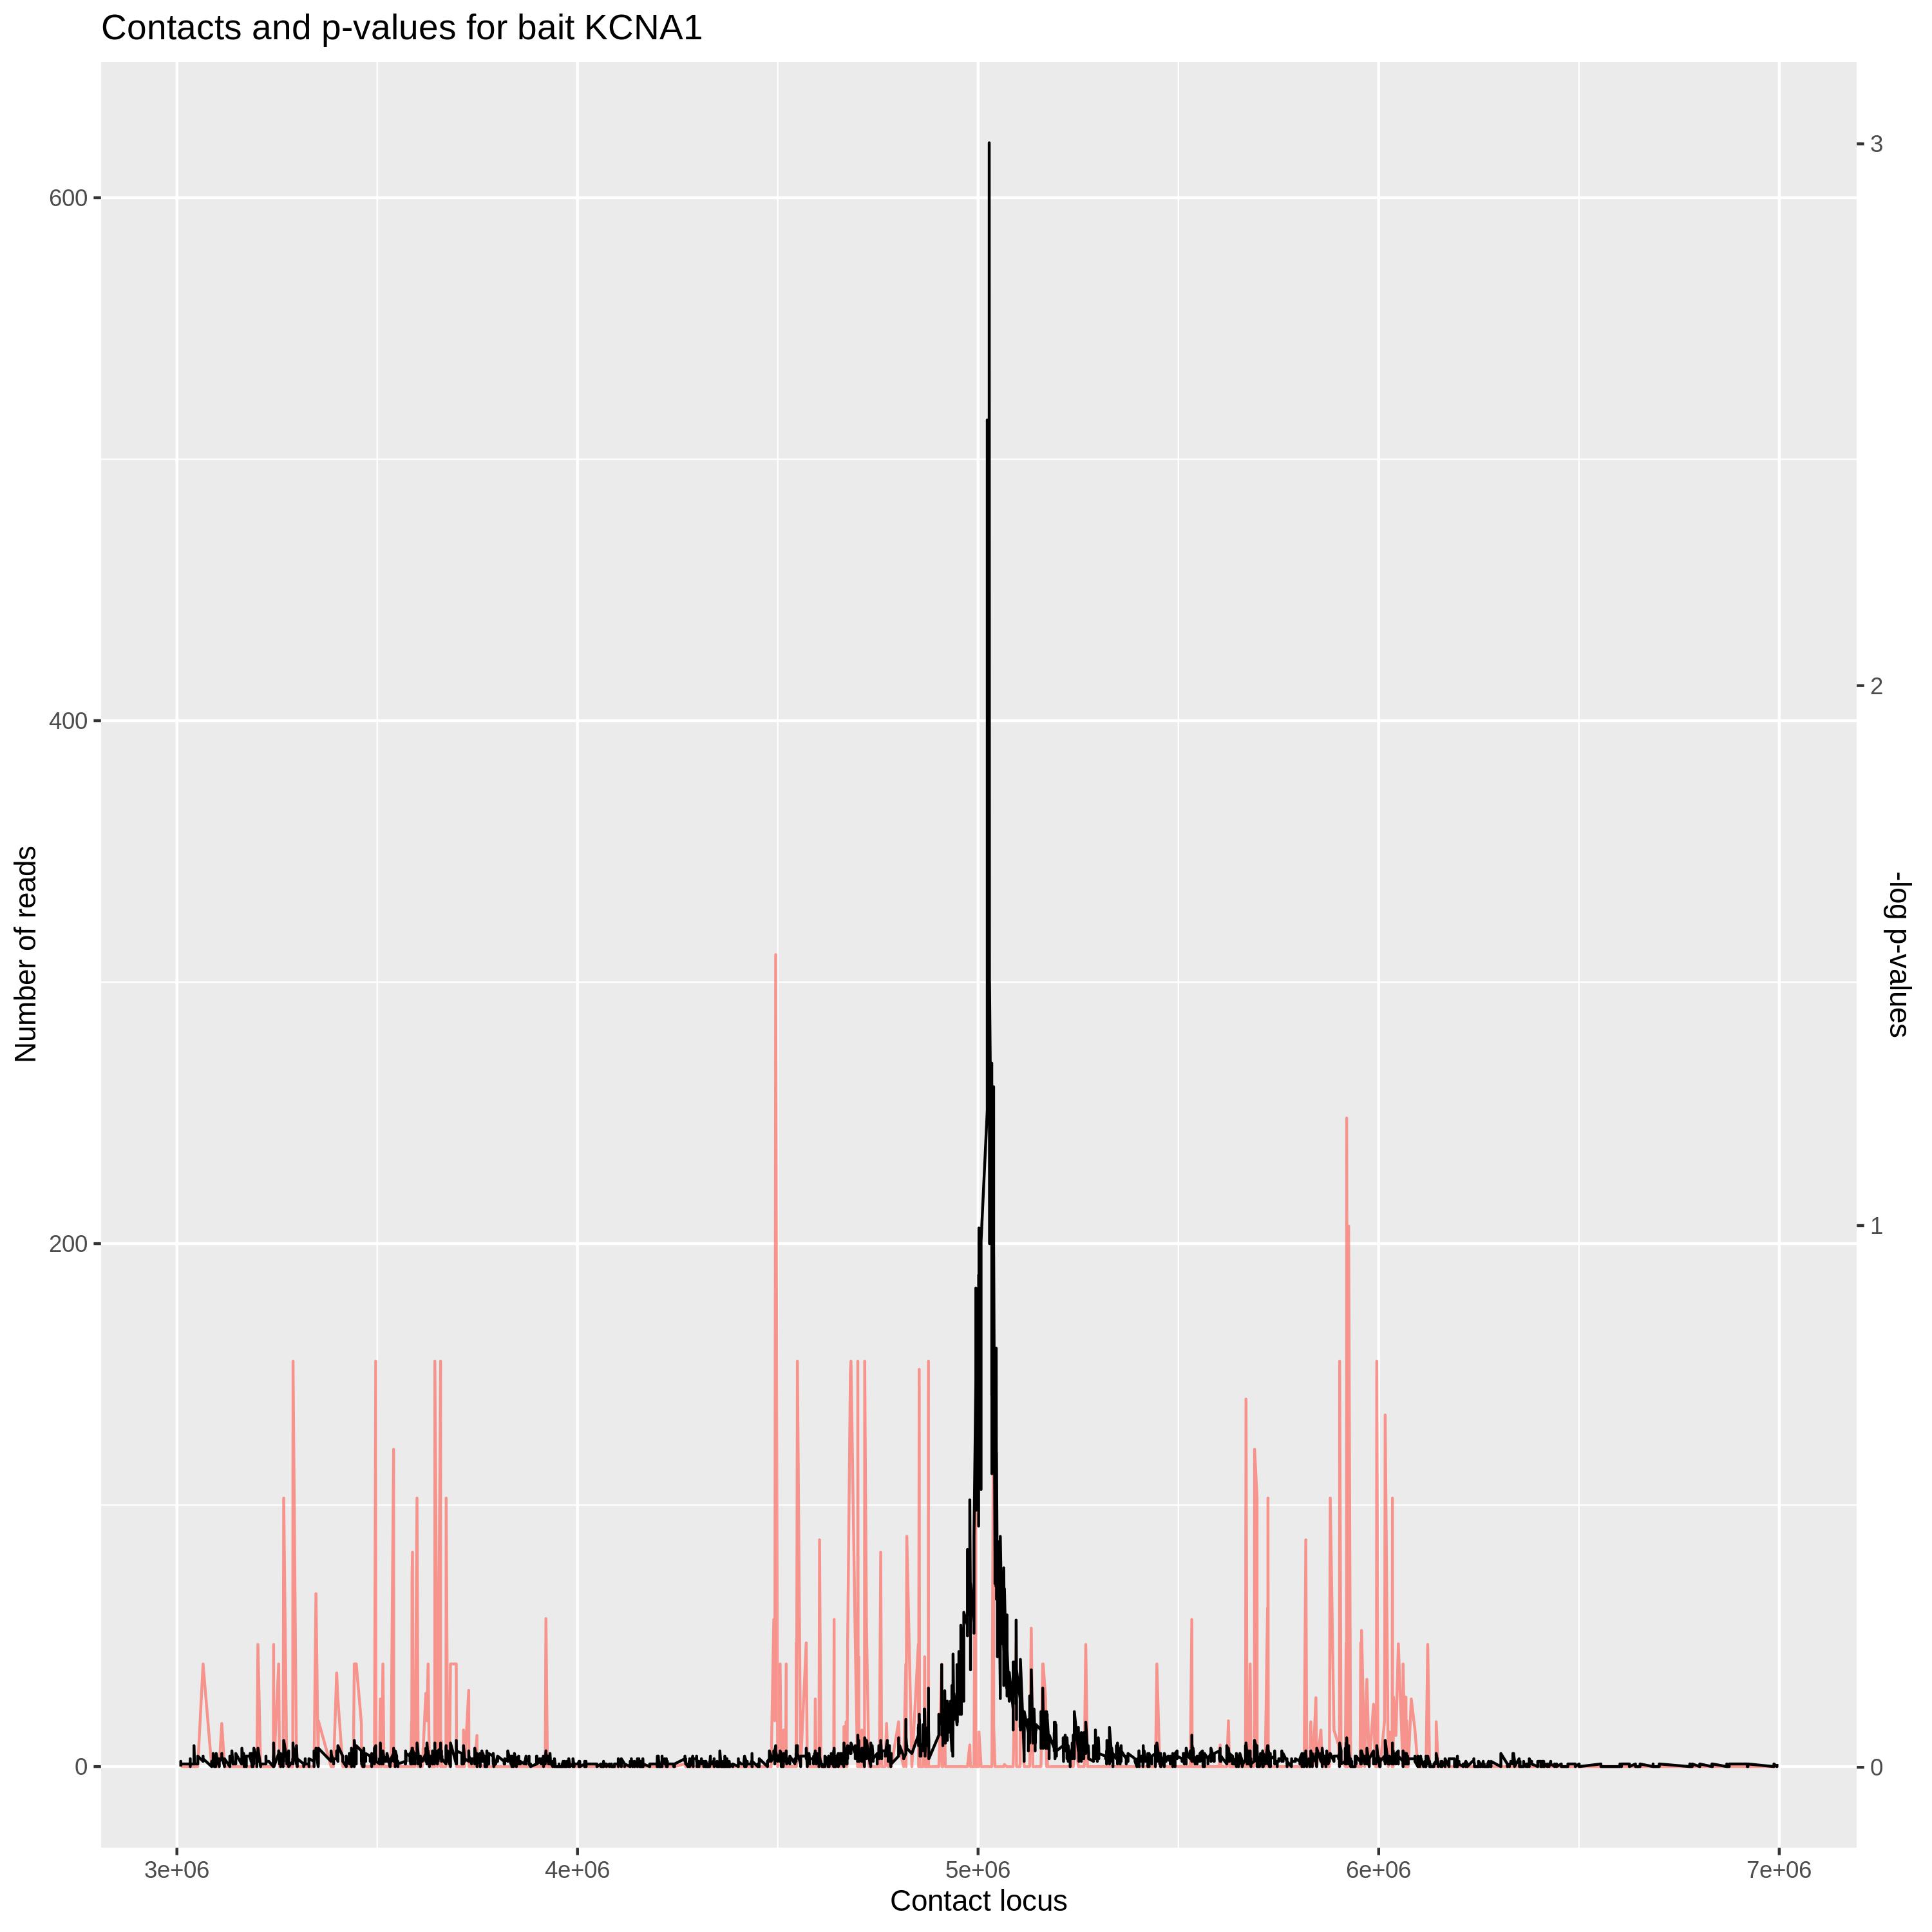 Contacts and p-values for bait KCNA1
600
400
200
0
Number of reads
3
2
1
0
-log p-values
3e+06
4e+06
5e+06
6e+06
7e+06
Contact locus